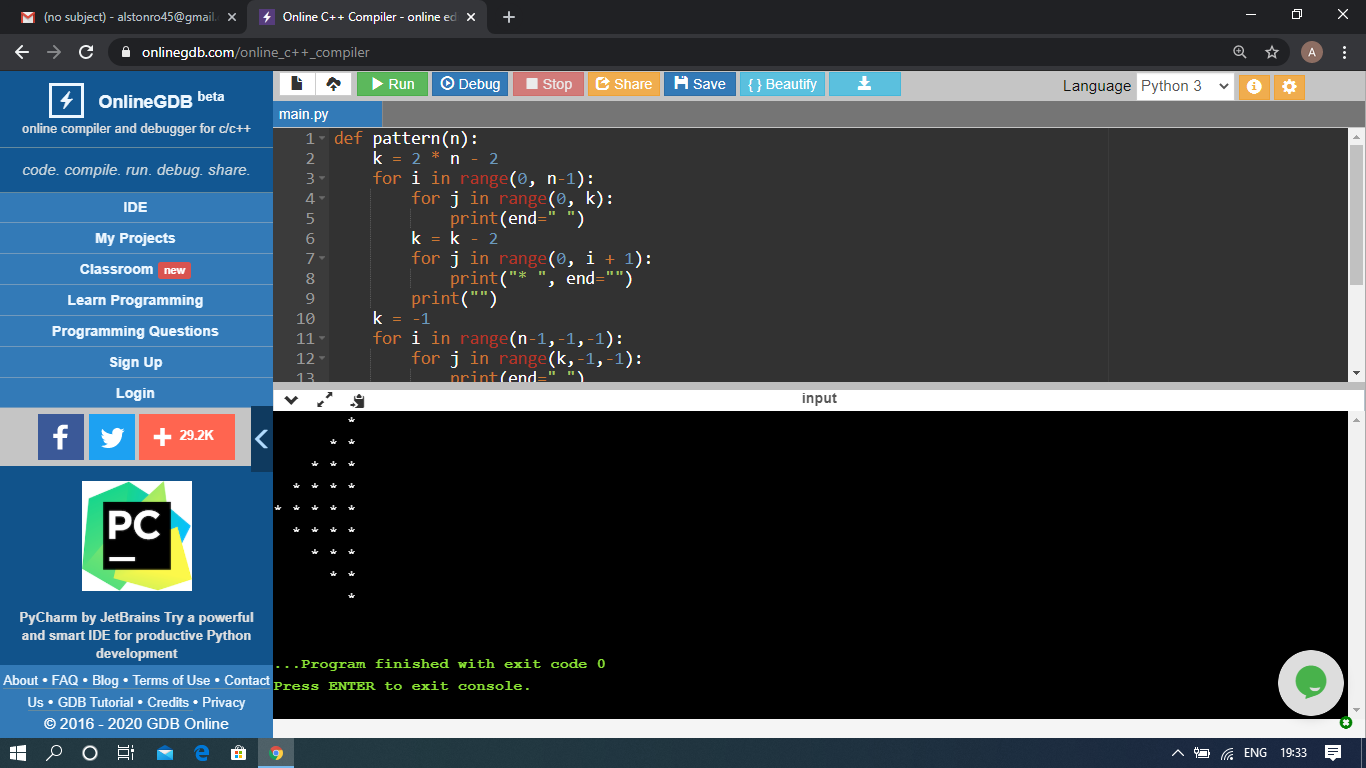 (no subject) - alstonro45@gmail.
Online C++ Compiler - online ed
onlinegdb.com/online_c++_compiler
A
OnlineGDB beta
online compiler and debugger for c/c++
code. compile. run. debug. share.
IDE
My Projects
Classroom new
Learn Programming
Programming Questions
Sign Up
Login
f
+ 29.2K
PC
PyCharm by JetBrains Try a powerful
and smart IDE for productive Python
development
About • FAQ • Blog • Terms of Use • Contact
Us • GDB Tutorial • Credits • Privacy
© 2016 - 2020 GDB Online
Run Debug Stop Share Save { } Beautify
Language Python 3
main.py
1 def pattern(n):
2     k = 2 * n - 2
3     for i in range(0, n-1):
4         for j in range(0, k):
5             print(end=" ")
6         k = k - 2
7         for j in range(0, i + 1):
8             print("* ", end="")
9         print("")
10     k = -1
11     for i in range(n-1,-1,-1):
12         for j in range(k,-1,-1):
13             print(end=" ")
input
        *
      * *
    * * *
  * * * *
* * * * *
  * * * *
    * * *
      * *
        *
...Program finished with exit code 0
Press ENTER to exit console.
ENG 19:33